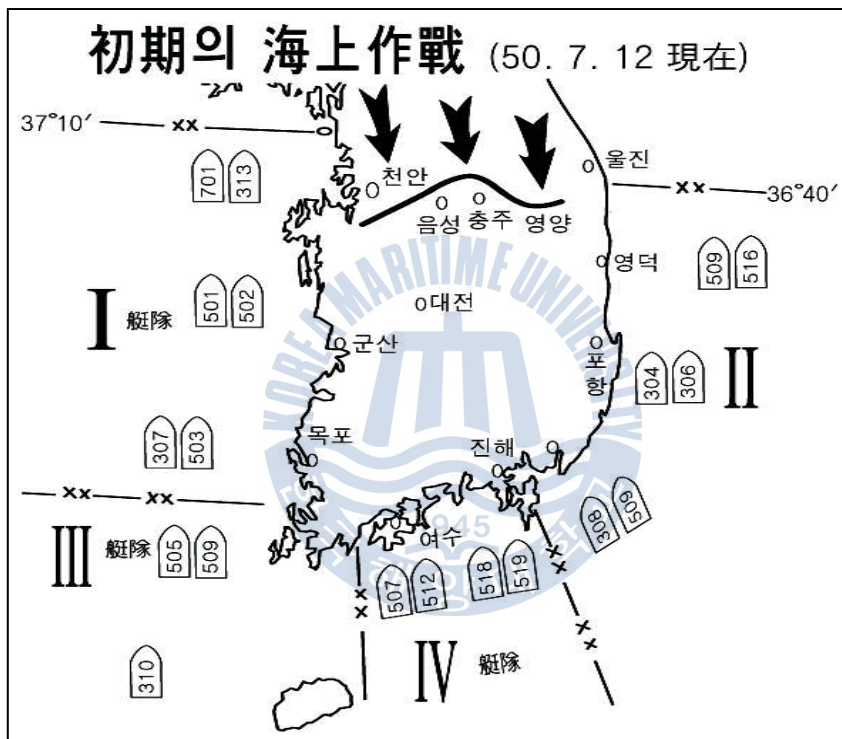 初期의 海上作戰 (50. 7. 12 現在)
37°10′
701 313
천안
울진
36°40′
음성 충주 영양
509 516
영덕
501 502
대전
I 艇隊
군산
포항
304 306
II
307 503
목포
진해
308 509
III 艇隊
505 509
여수
507 512 518 519
310
IV 艇隊
KOREA MARITIME UNIVERSITY
1945